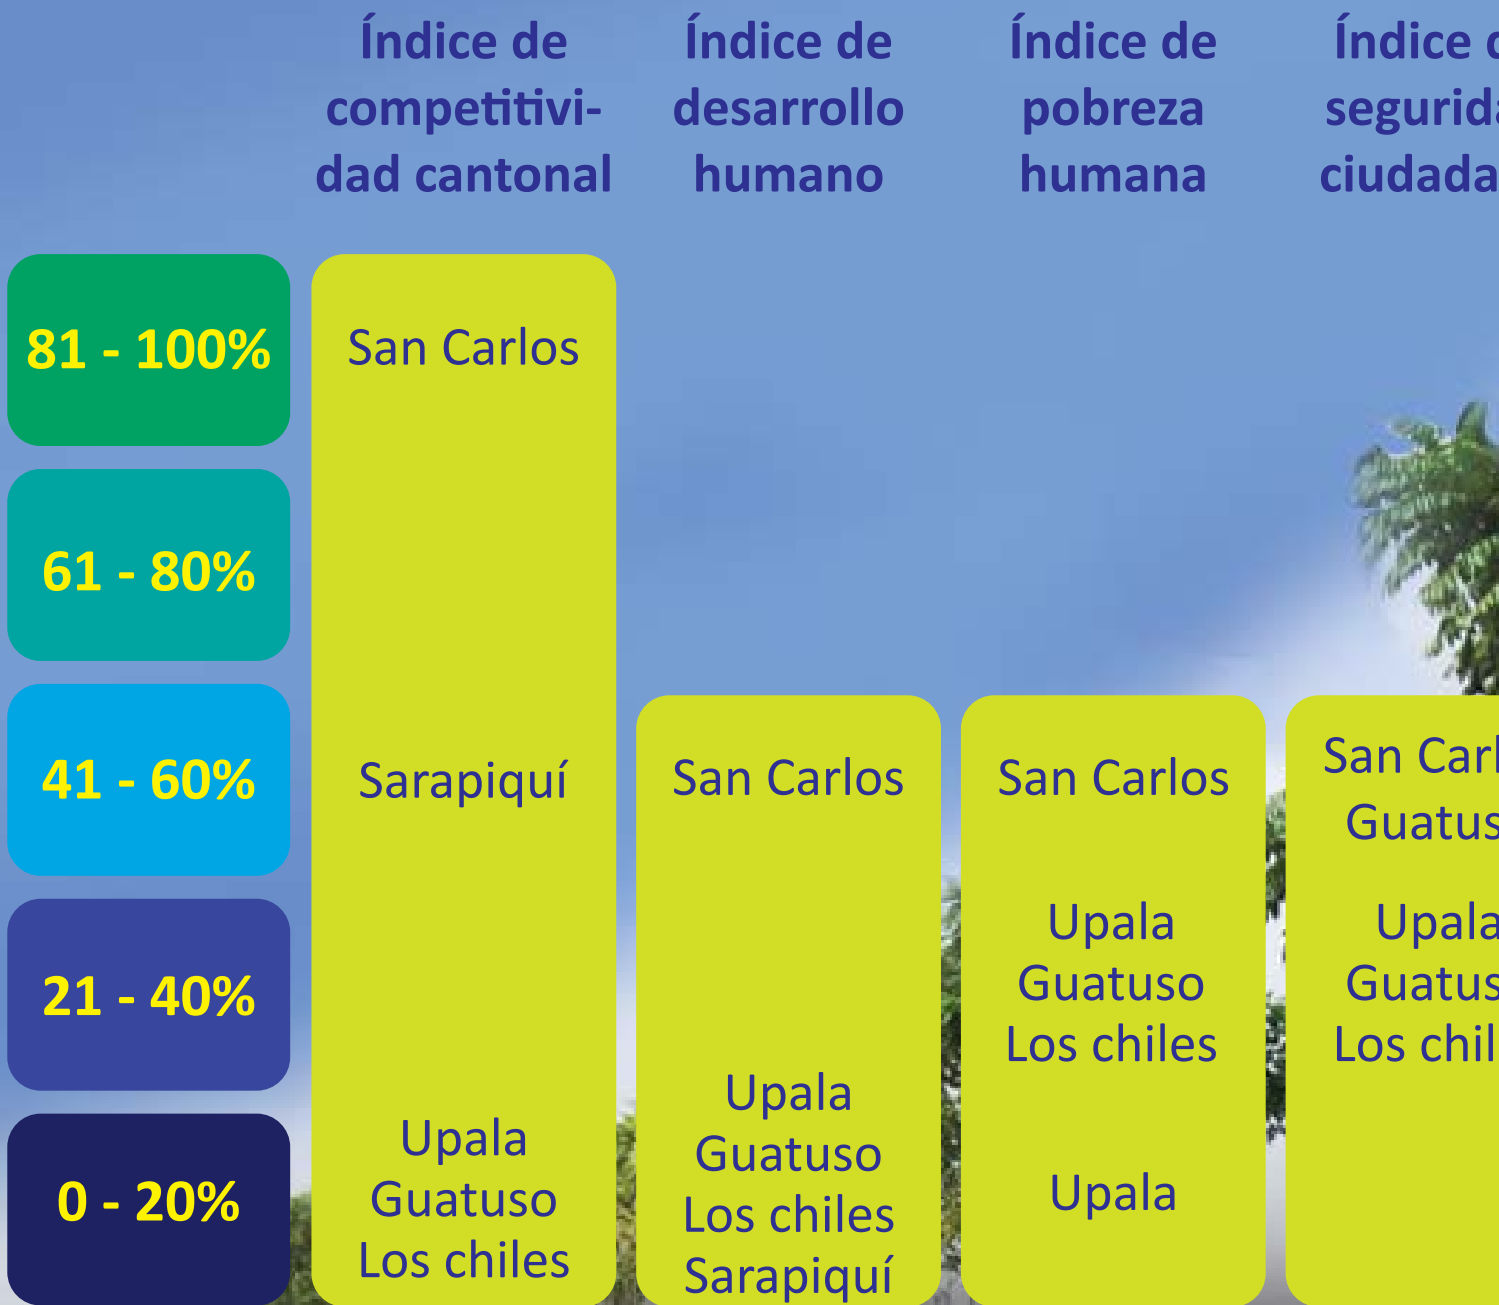 Índice de
competitivi-
dad cantonal
Índice de
desarrollo
humano
Índice de
pobreza
humana
Índice
81 - 100%
San Carlos
61 - 80%
41 - 60%
Sarapiquí
San Carlos
San Carlos
San
21 - 40%
Upala
Guatuso
Los chiles
Upala
Los
0 - 20%
Upala
Guatuso
Los chiles
Upala
Guatuso
Los chiles
Sarapiquí
Upala